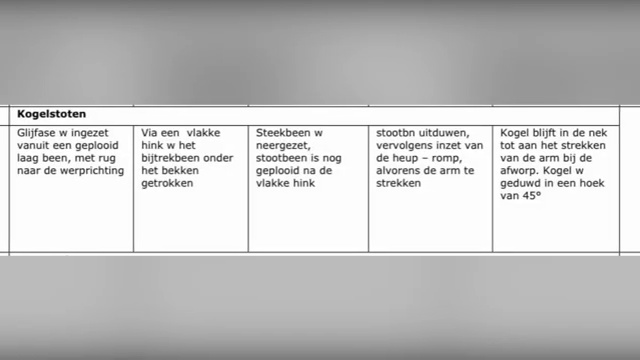 Kogelstoten
Glijfase w ingezet
vanuit een geplooid
laag been, met rug
naar de werprichting
Via een vlakke
hink w het
bijtrekbeen onder
het bekken
getrokken
Steekbeen w
neergezet,
stootbeen is nog
geplooid na de
vlakke hink
stootbn uitduwen,
vervolgens inzet van
de heup – romp,
alvorens de arm te
strekken
Kogel blijft in de nek
tot aan het strekken
van de arm bij de
afworp. Kogel w
geduwd in een hoek
van 45°